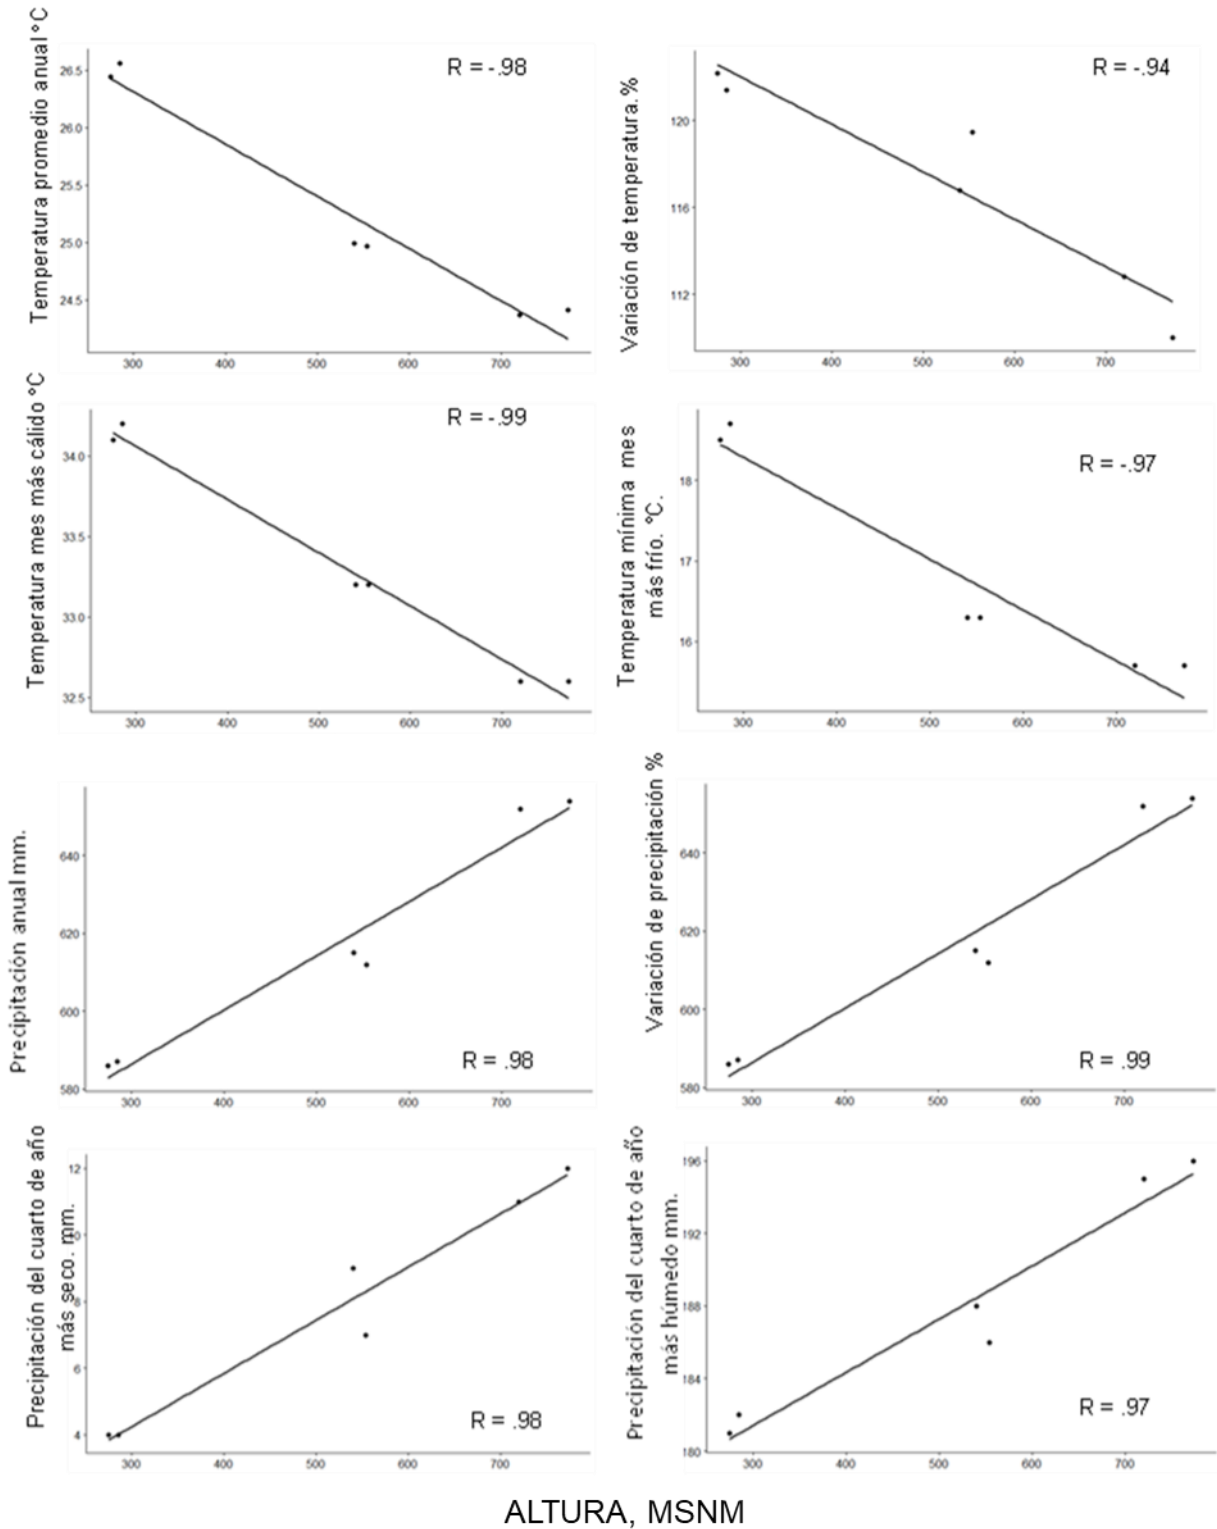 Temperatura promedio anual °C
R = -.98
26.5
26.0
25.5
25.0
24.5
300 400 500 600 700
Variación de temperatura.%
R = -.94
120
116
112
300 400 500 600 700
Temperatura mes más cálido °C
R = -.99
34.0
33.5
33.0
32.5
300 400 500 600 700
Temperatura mínima mes
más frío. °C.
R = -.97
18
17
16
300 400 500 600 700
Precipitación anual mm.
640
620
600
580
R = .98
300 400 500 600 700
Variación de precipitación %
640
620
600
580
R = .99
300 400 500 600 700
Precipitación del cuarto de año
más seco. mm.
12
8
6
4
R = .98
300 400 500 600 700
Precipitación del cuarto de año
más húmedo mm.
196
192
188
184
180
R = .97
300 400 500 600 700
ALTURA, MSNM